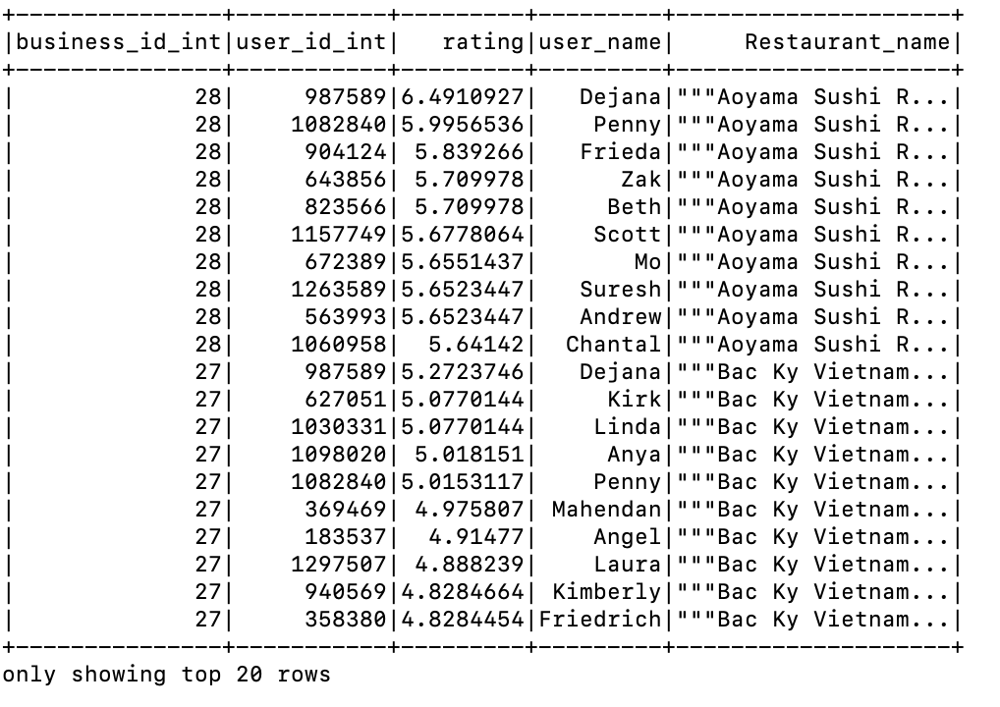 +----------------+-----------+---------+---------+--------------------+
|business_id_int|user_id_int|   rating|user_name|     Restaurant_name|
+---------------+-----------+---------+---------+--------------------+
|             28|     987589|6.4910927|   Dejana|"""Aoyama Sushi R...|
|             28|    1082840|5.9956536|    Penny|"""Aoyama Sushi R...|
|             28|     904124| 5.839266|   Frieda|"""Aoyama Sushi R...|
|             28|     643856| 5.709978|      Zak|"""Aoyama Sushi R...|
|             28|     823566| 5.709978|     Beth|"""Aoyama Sushi R...|
|             28|    1157749|5.6778064|    Scott|"""Aoyama Sushi R...|
|             28|     672389|5.6551437|       Mo|"""Aoyama Sushi R...|
|             28|    1263589|5.6523447|   Suresh|"""Aoyama Sushi R...|
|             28|     563993|5.6523447|   Andrew|"""Aoyama Sushi R...|
|             28|    1060958|  5.64142|  Chantal|"""Aoyama Sushi R...|
|             27|     987589|5.2723746|   Dejana|"""Bac Ky Vietnam...|
|             27|     627051|5.0770144|     Kirk|"""Bac Ky Vietnam...|
|             27|    1030331|5.0770144|    Linda|"""Bac Ky Vietnam...|
|             27|    1098020| 5.018151|     Anya|"""Bac Ky Vietnam...|
|             27|    1082840|5.0153117|    Penny|"""Bac Ky Vietnam...|
|             27|     369469| 4.975807| Mahendan|"""Bac Ky Vietnam...|
|             27|     183537|  4.91477|    Angel|"""Bac Ky Vietnam...|
|             27|    1297507| 4.888239|    Laura|"""Bac Ky Vietnam...|
|             27|     940569|4.8284664| Kimberly|"""Bac Ky Vietnam...|
|             27|     358380|4.8284454|Friedrich|"""Bac Ky Vietnam...|
+---------------+-----------+---------+---------+--------------------+
only showing top 20 rows